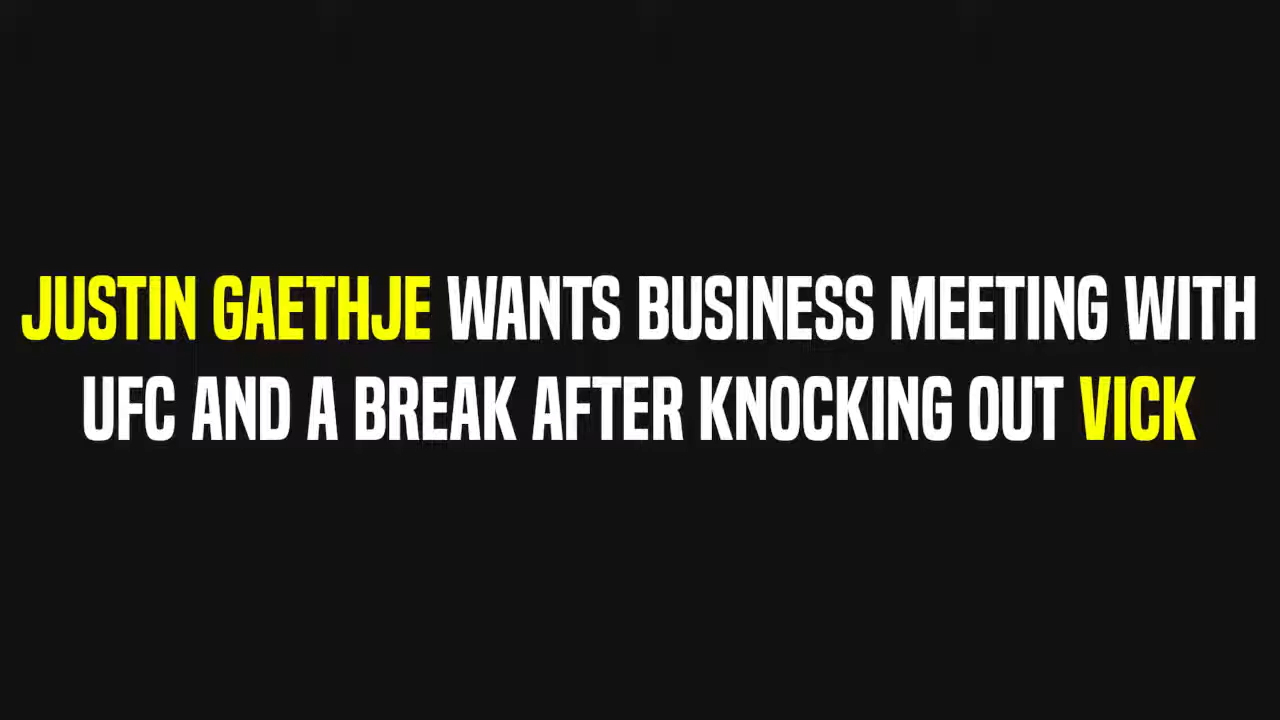 JUSTIN GAETHJE WANTS BUSINESS MEETING WITH
UFC AND A BREAK AFTER KNOCKING OUT VICK